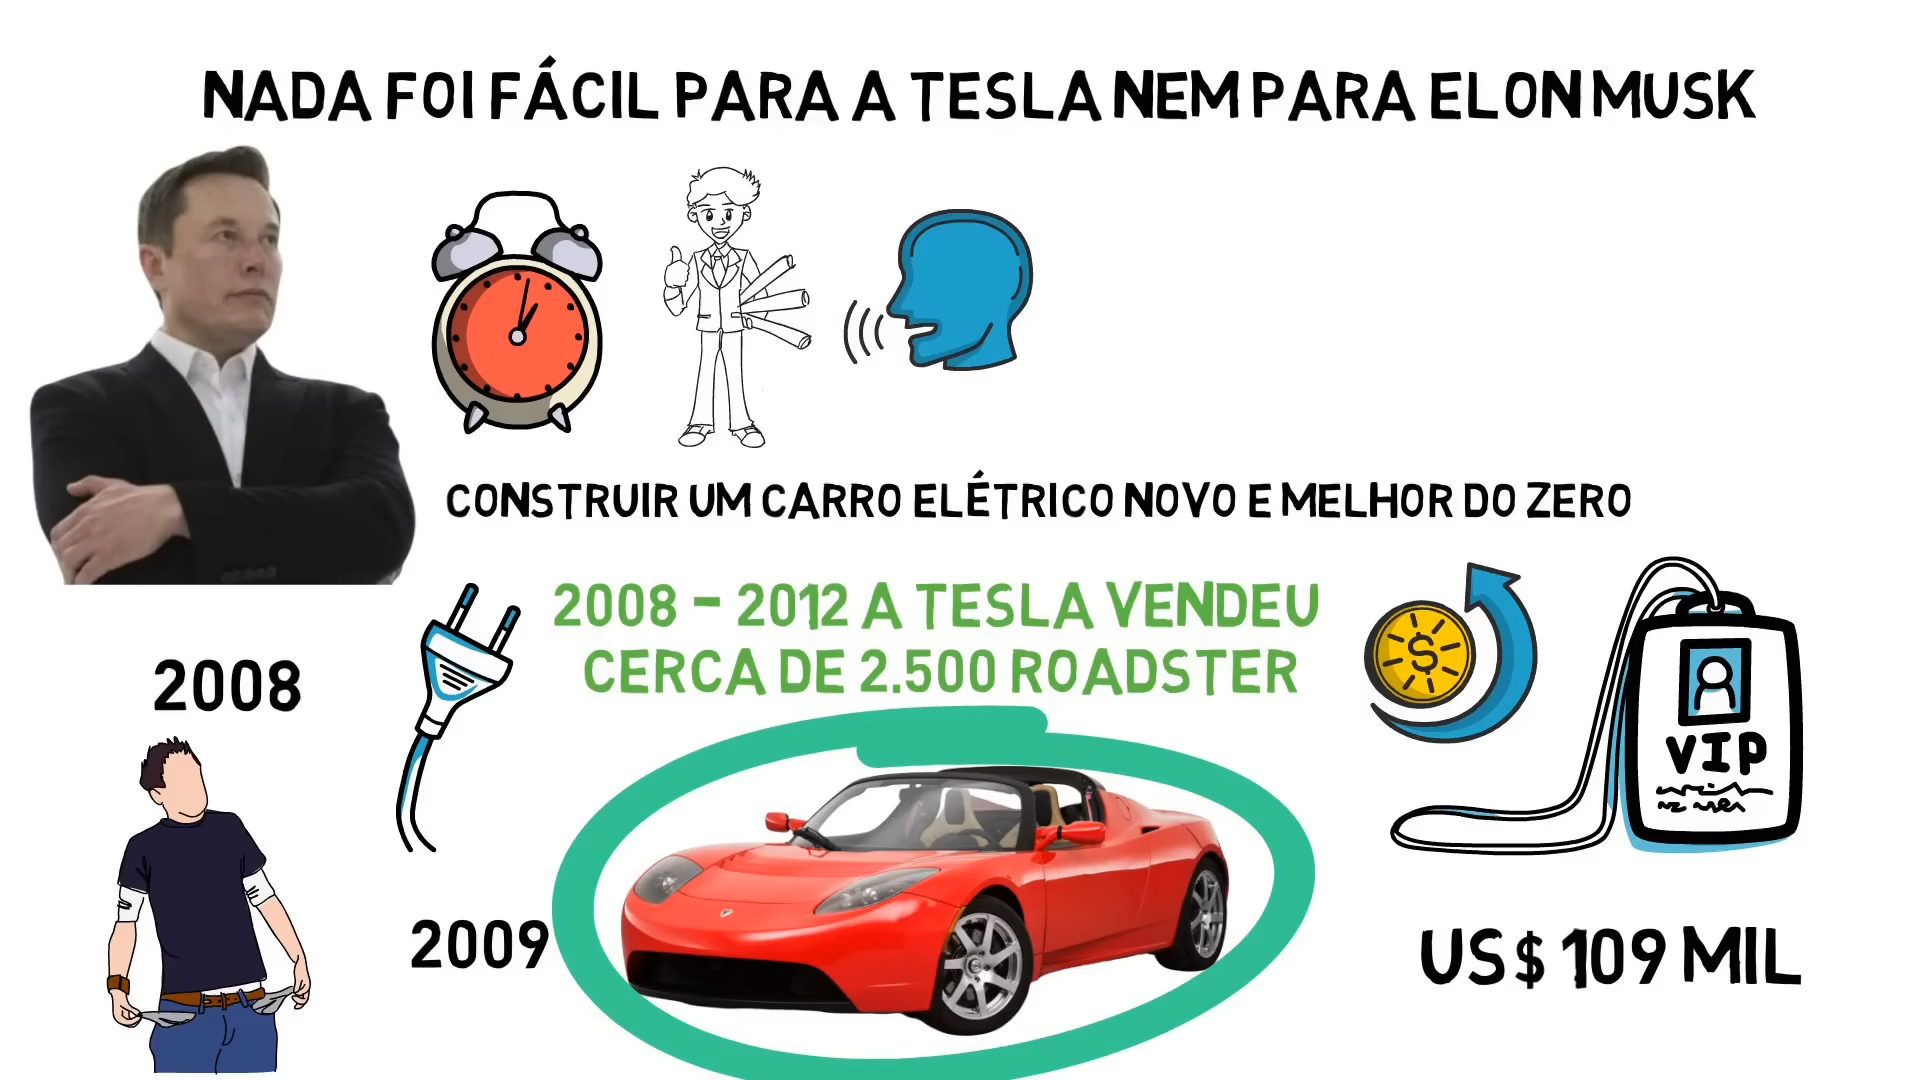 NADA FOI FÁCIL PARA A TESLA NEM PARA ELON MUSK
CONSTRUIR UM CARRO ELÉTRICO NOVO E MELHOR DO ZERO
2008 - 2012 A TESLA VENDEU
CERCA DE 2.500 ROADSTER
2008
$
VIP
2009
US$ 109 MIL